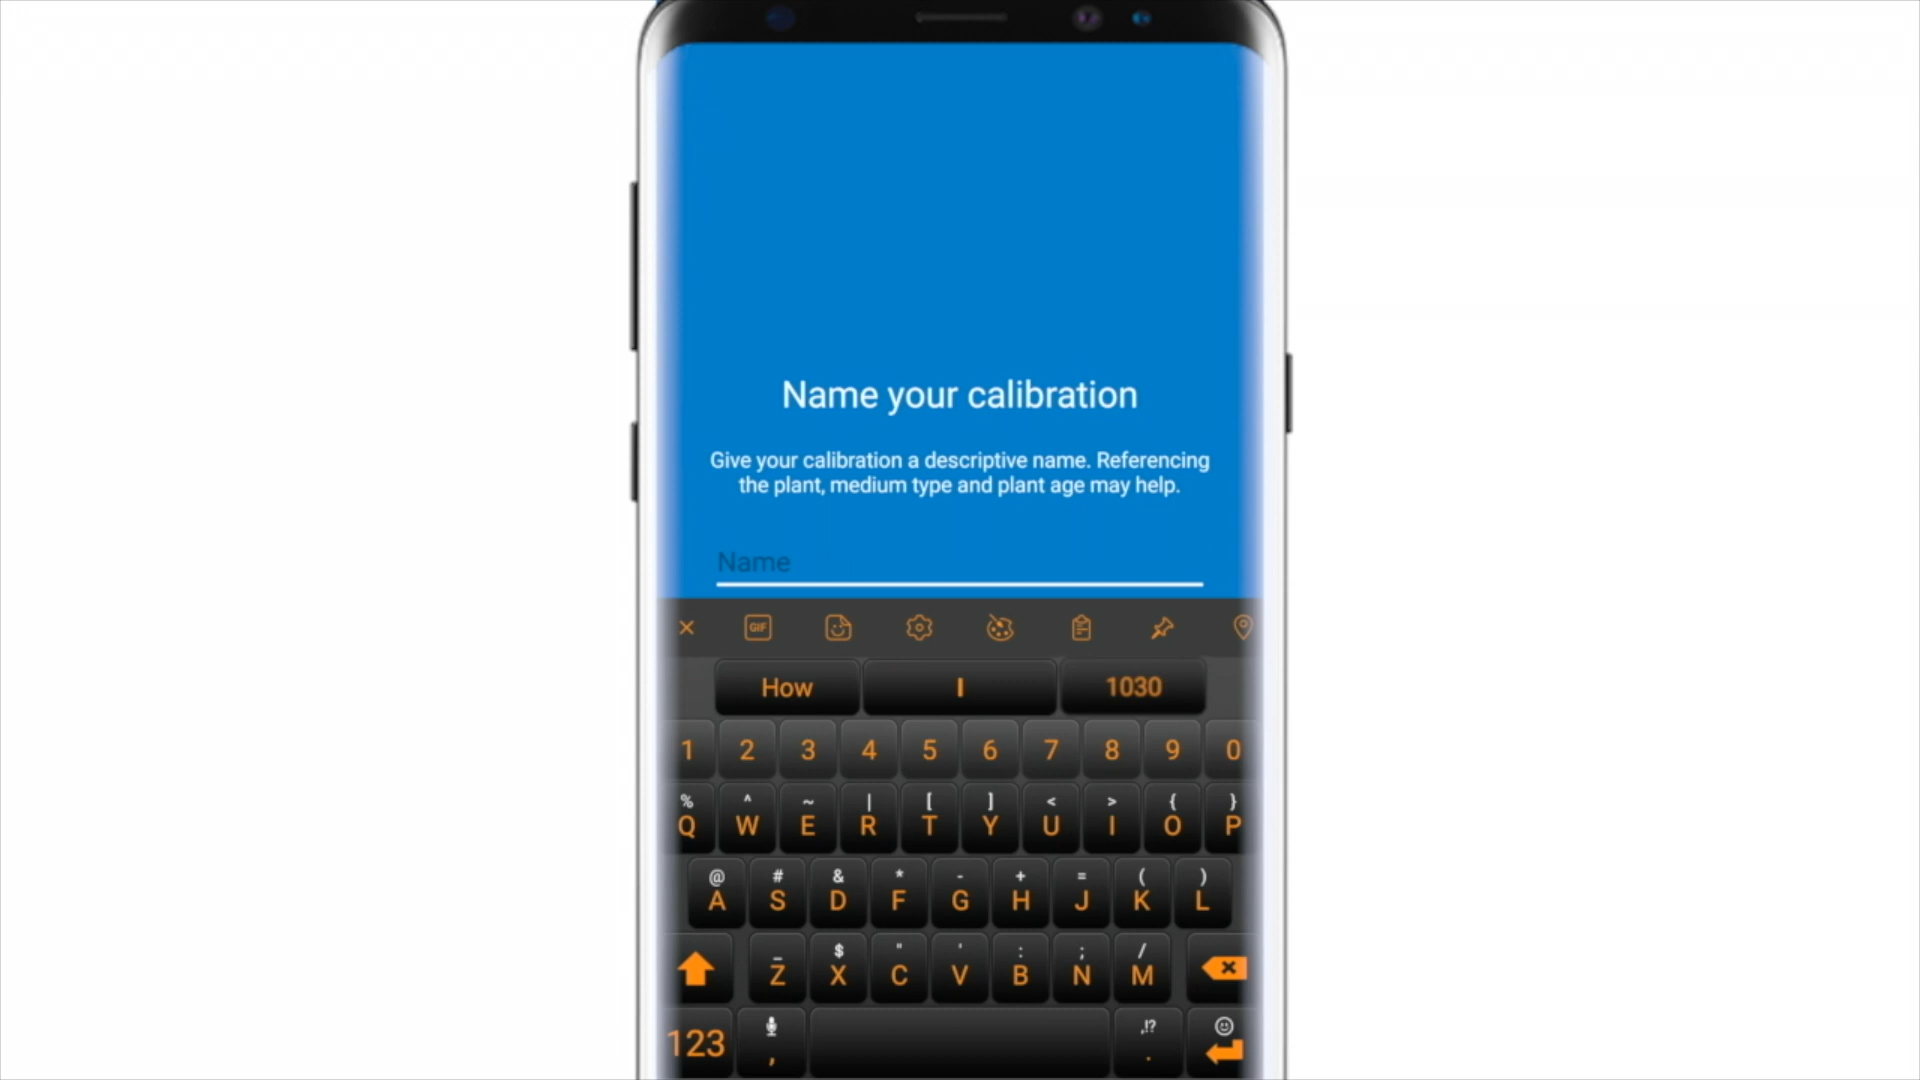 Name your calibration
Give your calibration a descriptive name. Referencing
the plant, medium type and plant age may help.
Name
GIF
How I 1030
1 2 3 4 5 6 7 8 9 0
% ^ ~ | [ ] < > { }
Q W E R T Y U I O P
@ # & * - + = ( )
A S D F G H J K L
_ $ " ' : ; /
Z X C V B N M
,!?
123 , .